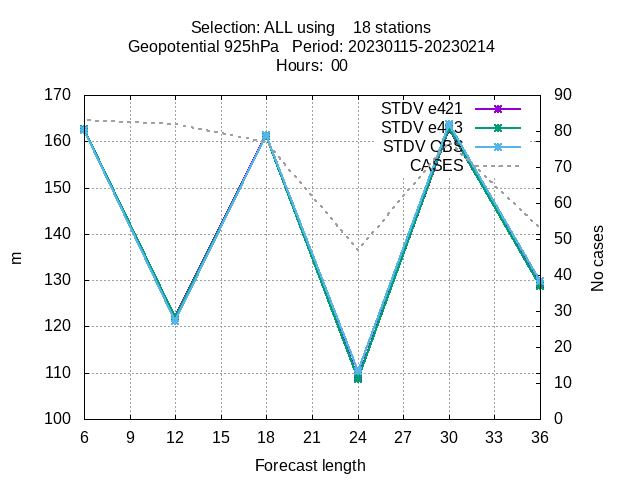 Selection: ALL using 18 stations
Geopotential 925hPa Period: 20230115-20230214
Hours: 00
170
160
150
140
130
120
110
100
90
80
70
60
50
40
30
20
10
0
STDV e421
STDV e4
STDV OBS
CASES
m
No cases
6 9 12 15 18 21 24 27 30 33 36
Forecast length